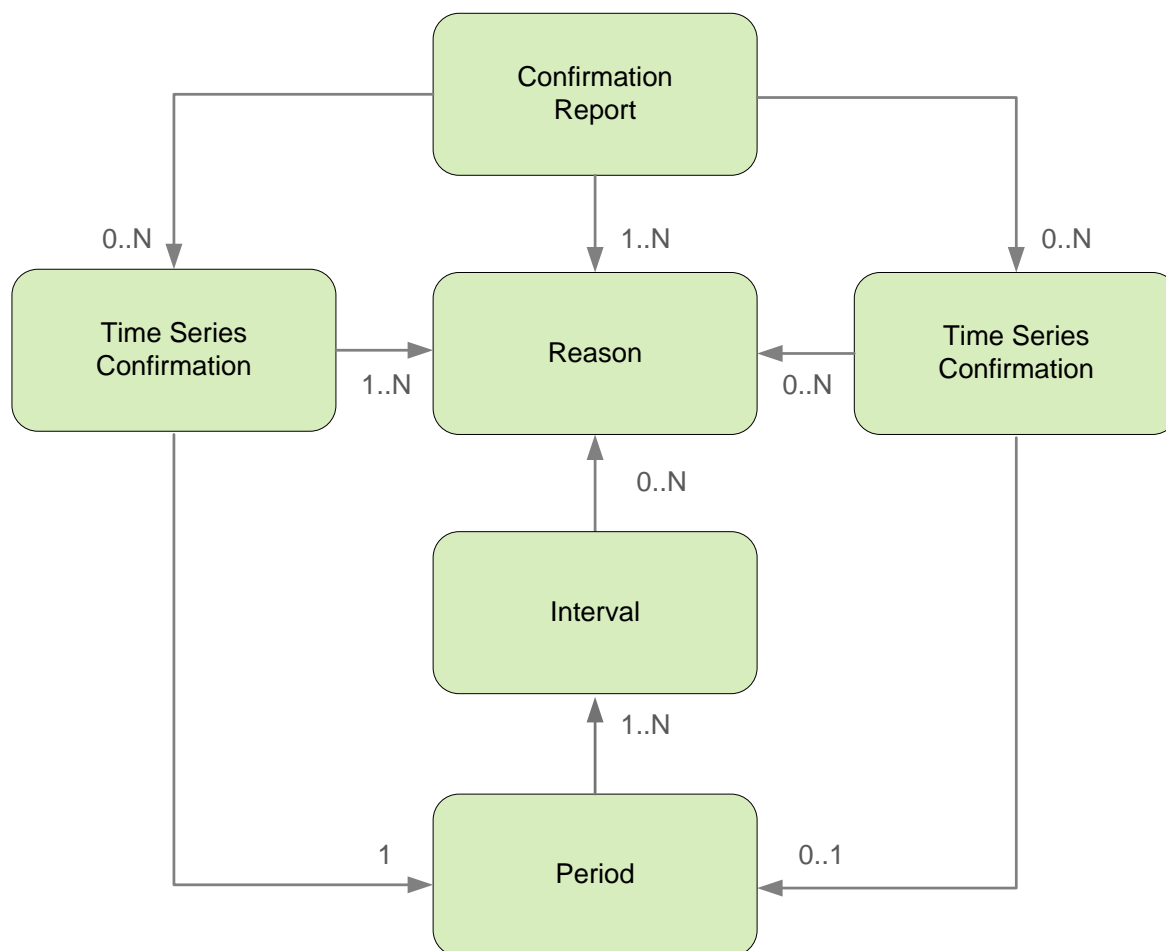 Confirmation
Report
0..N
1..N
0..N
Time Series
Confirmation
Reason
Time Series
Confirmation
1..N
0..N
0..N
Interval
1..N
1
0..1
Period